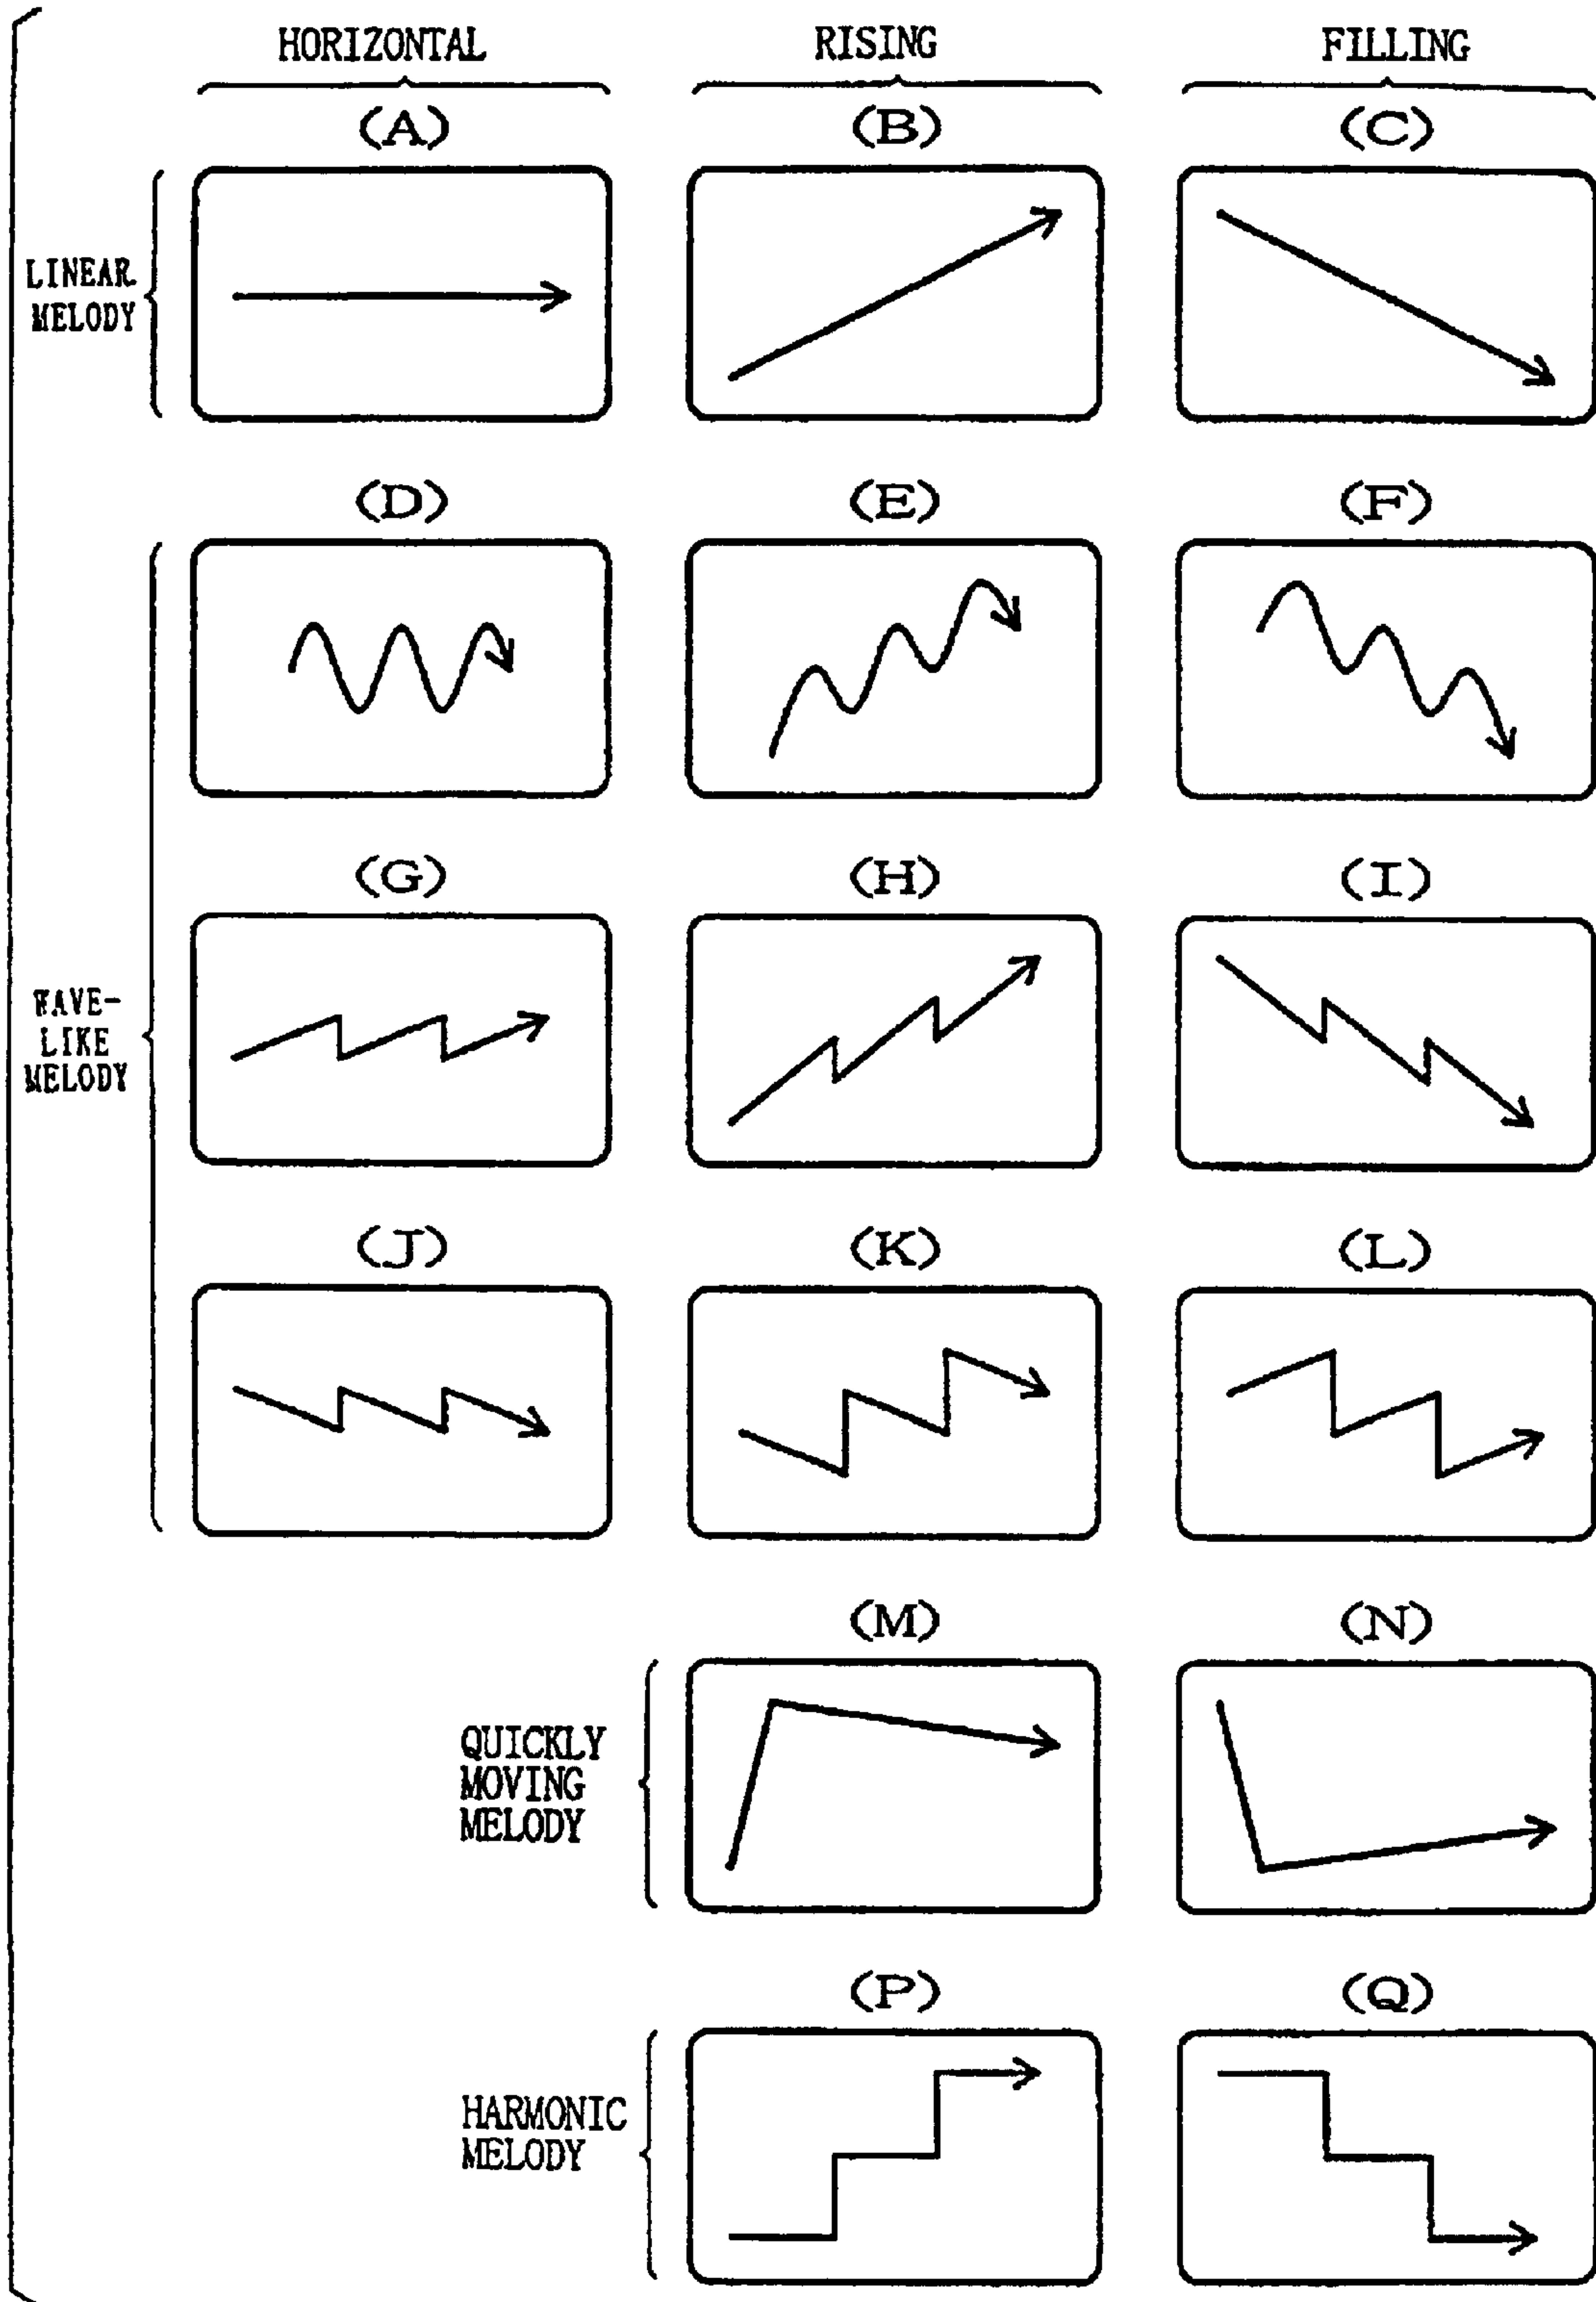 HORIZONTAL RISING FILLING
(A) (B) (C)
LINEAR
MELODY
(D) (E) (F)
(G) (H) (I)
WAVE-
LIKE
MELODY
(J) (K) (L)
(M) (N)
QUICKLY
MOVING
MELODY
(P) (Q)
HARMONIC
MELODY